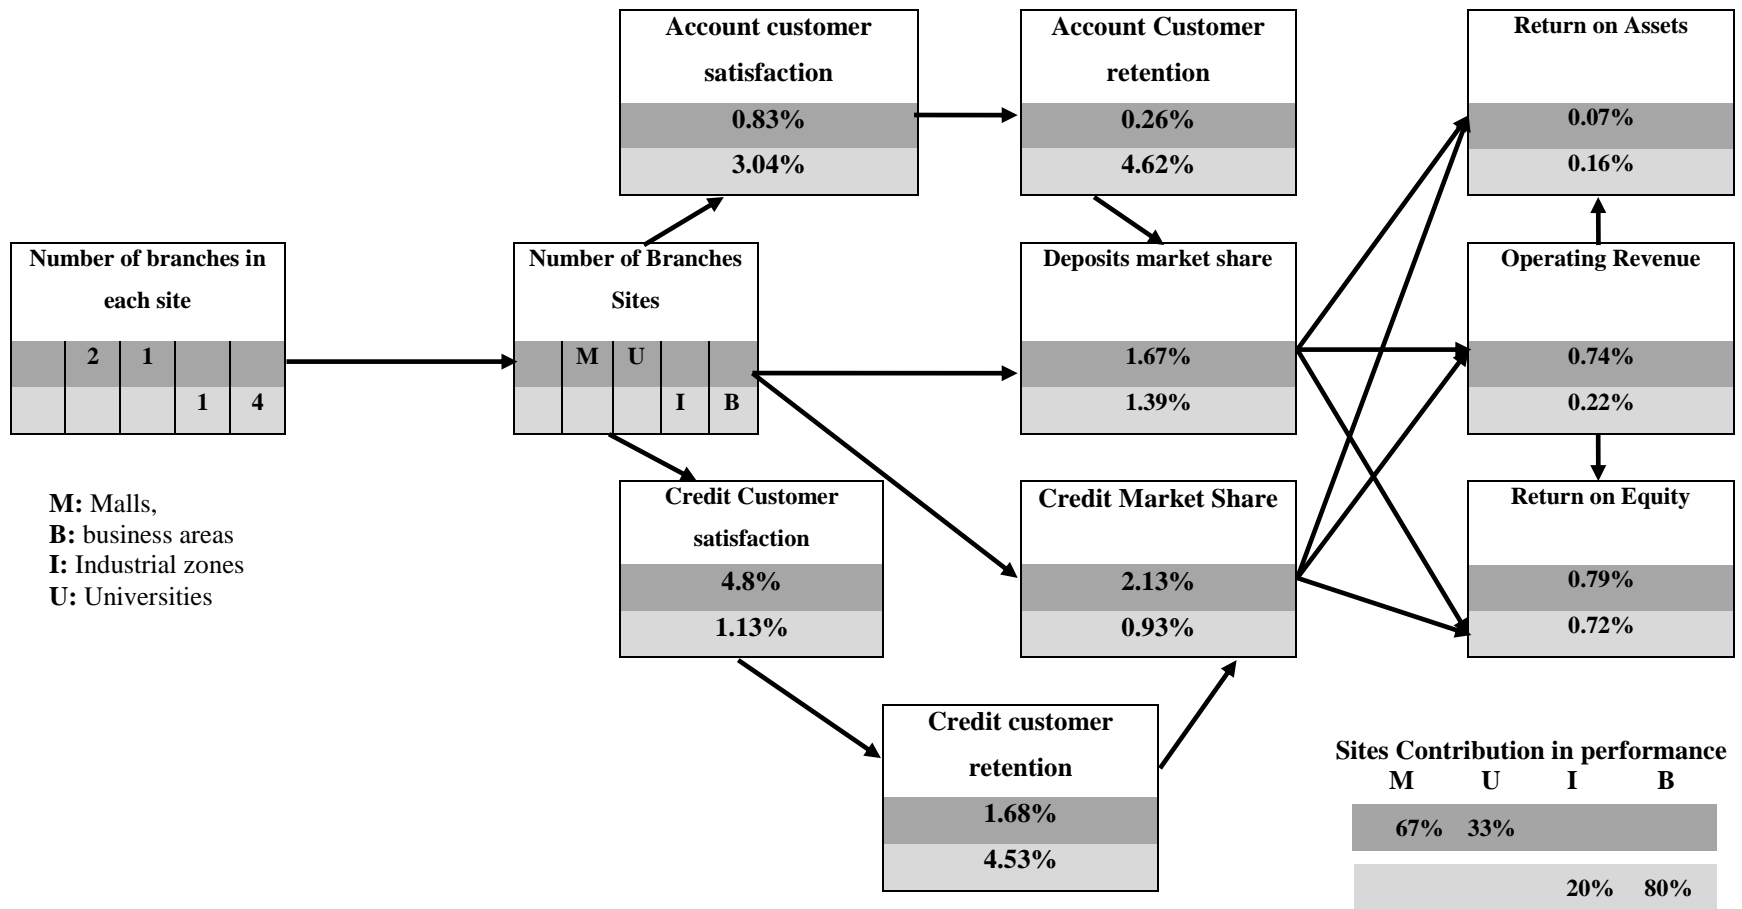 Account customer
satisfaction
0.83%
3.04%
Account Customer
retention
0.26%
4.62%
Return on Assets
0.07%
0.16%
Number of branches in
each site
2 1
1 4
Number of Branches
Sites
M U
I B
Deposits market share
1.67%
1.39%
Operating Revenue
0.74%
0.22%
M: Malls,
B: business areas
I: Industrial zones
U: Universities
Credit Customer
satisfaction
4.8%
1.13%
Credit Market Share
2.13%
0.93%
Return on Equity
0.79%
0.72%
Credit customer
retention
1.68%
4.53%
Sites Contribution in performance
M U I B
67% 33%
20% 80%